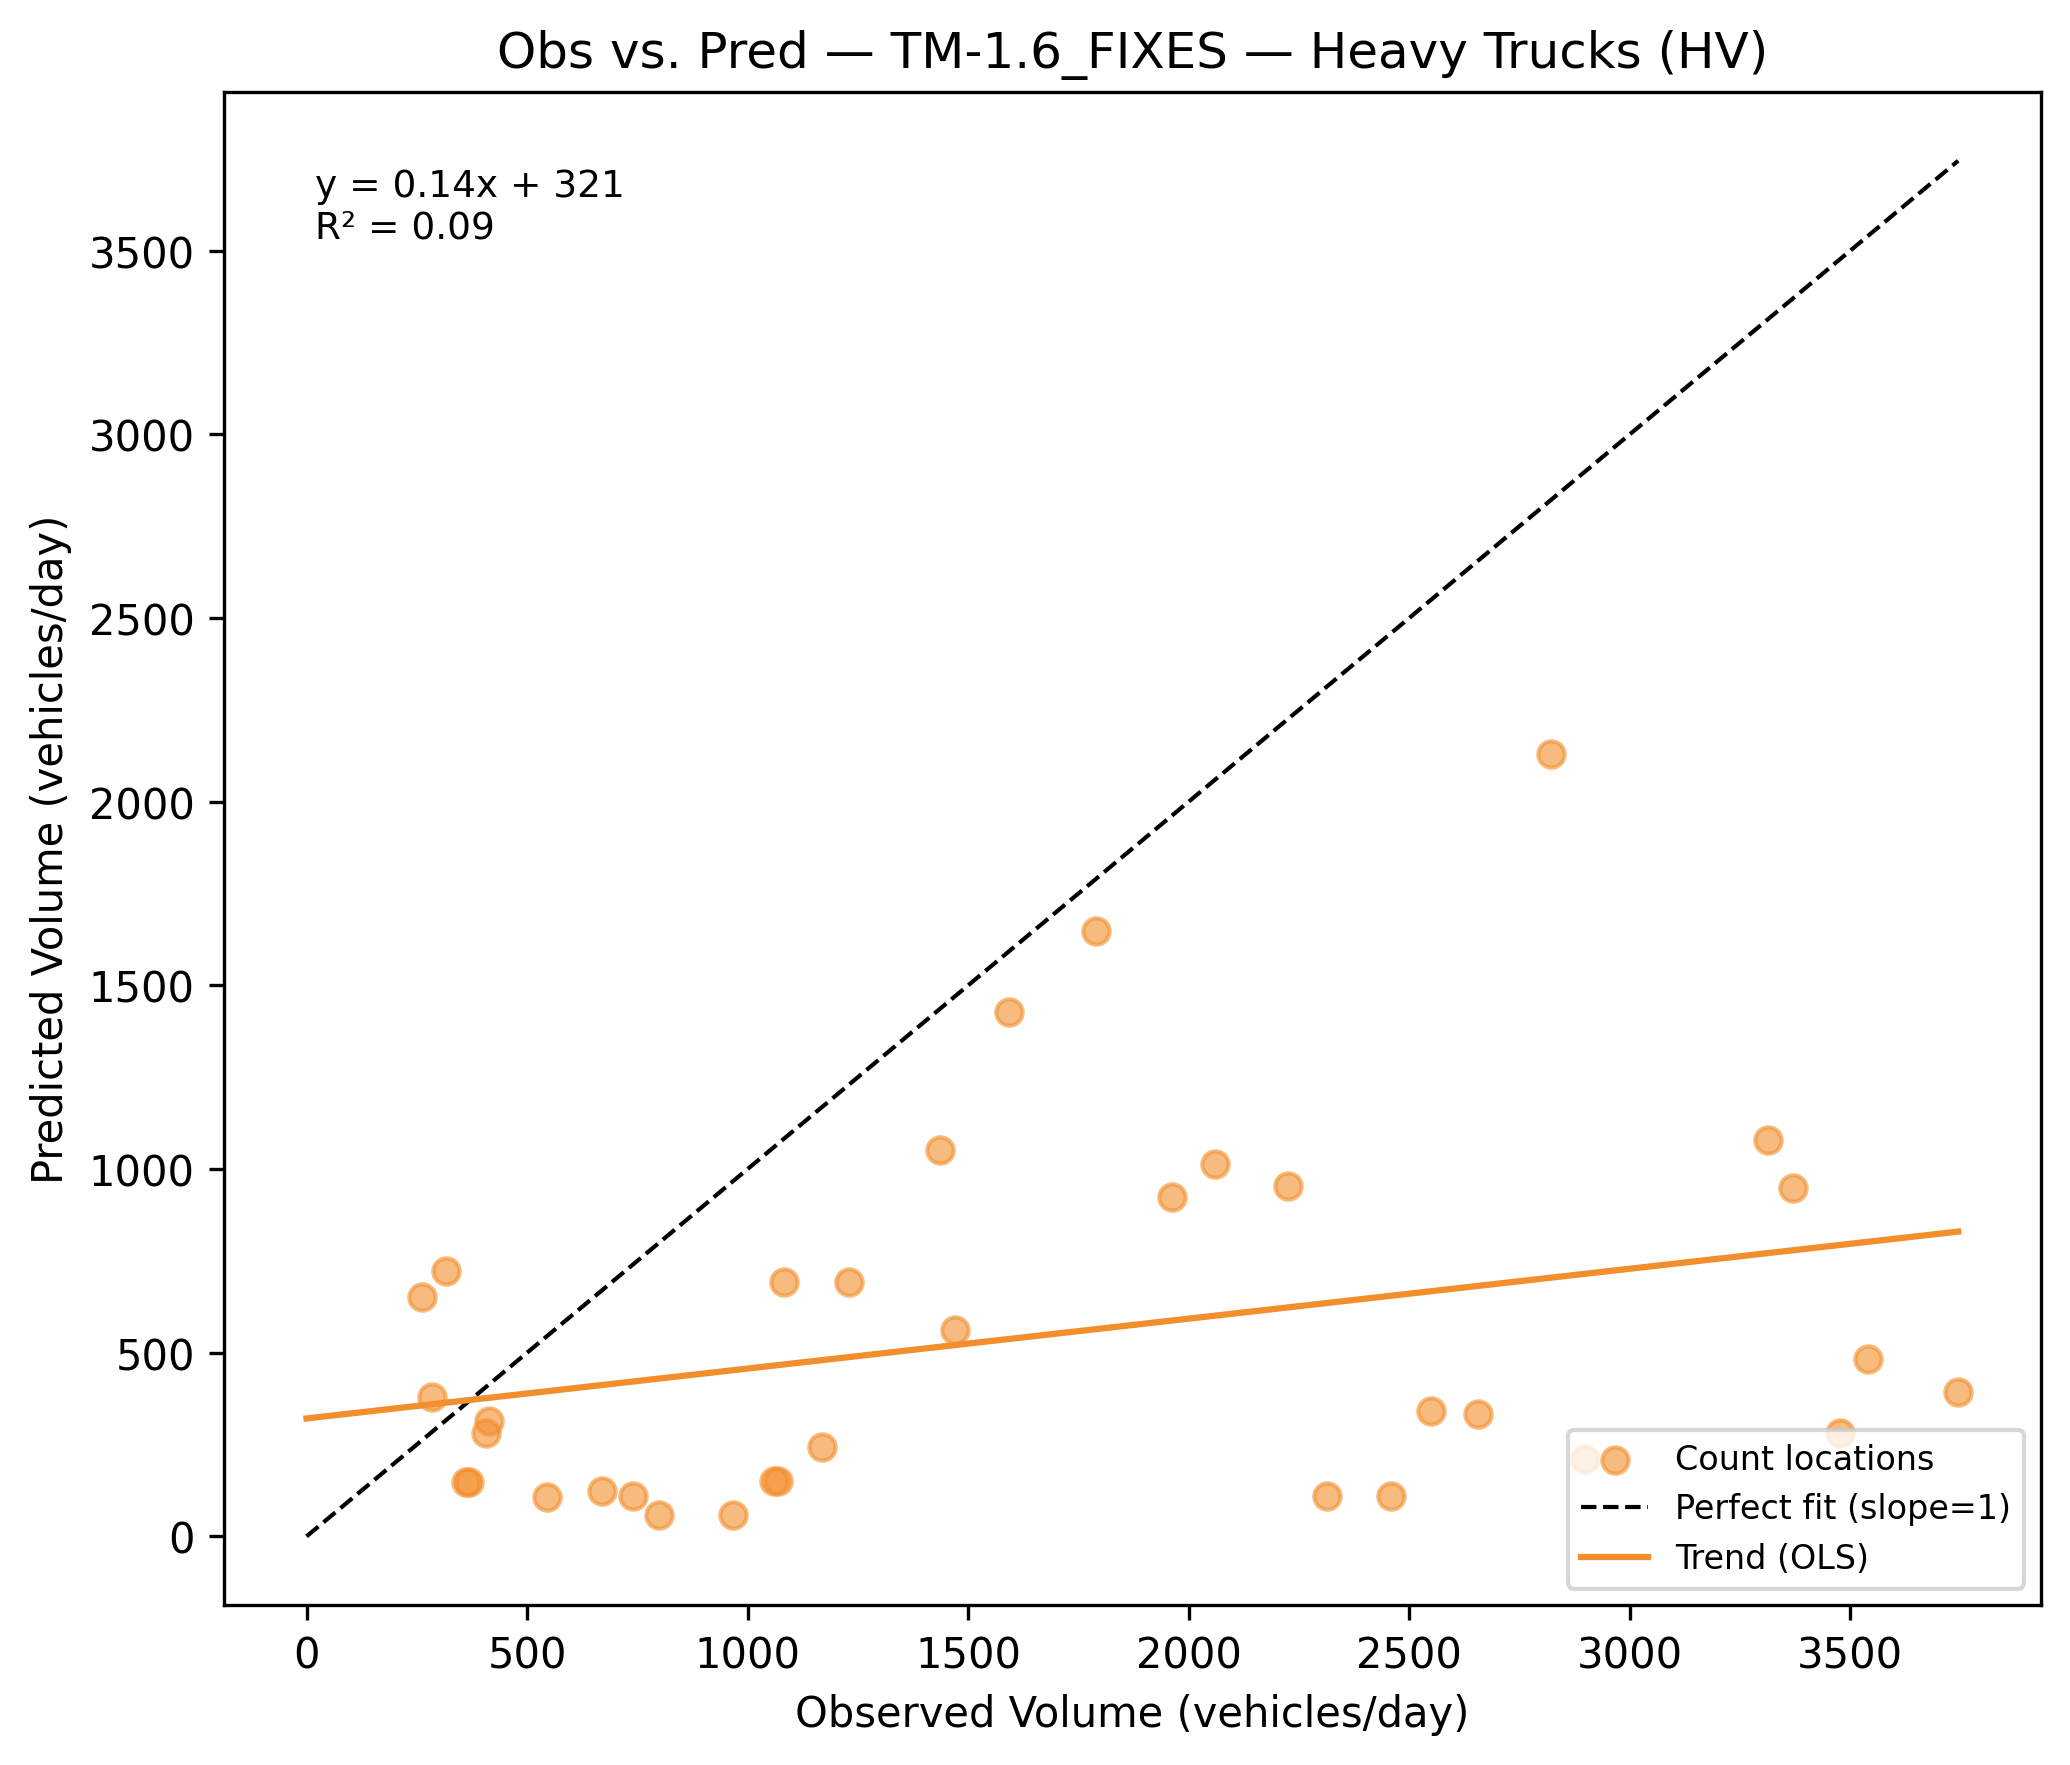 Obs vs. Pred — TM-1.6_FIXES — Heavy Trucks (HV)
y = 0.14x + 321
R² = 0.09
Predicted Volume (vehicles/day)
3500
3000
2500
2000
1500
1000
500
0
Count locations
Perfect fit (slope=1)
Trend (OLS)
0 500 1000 1500 2000 2500 3000 3500
Observed Volume (vehicles/day)